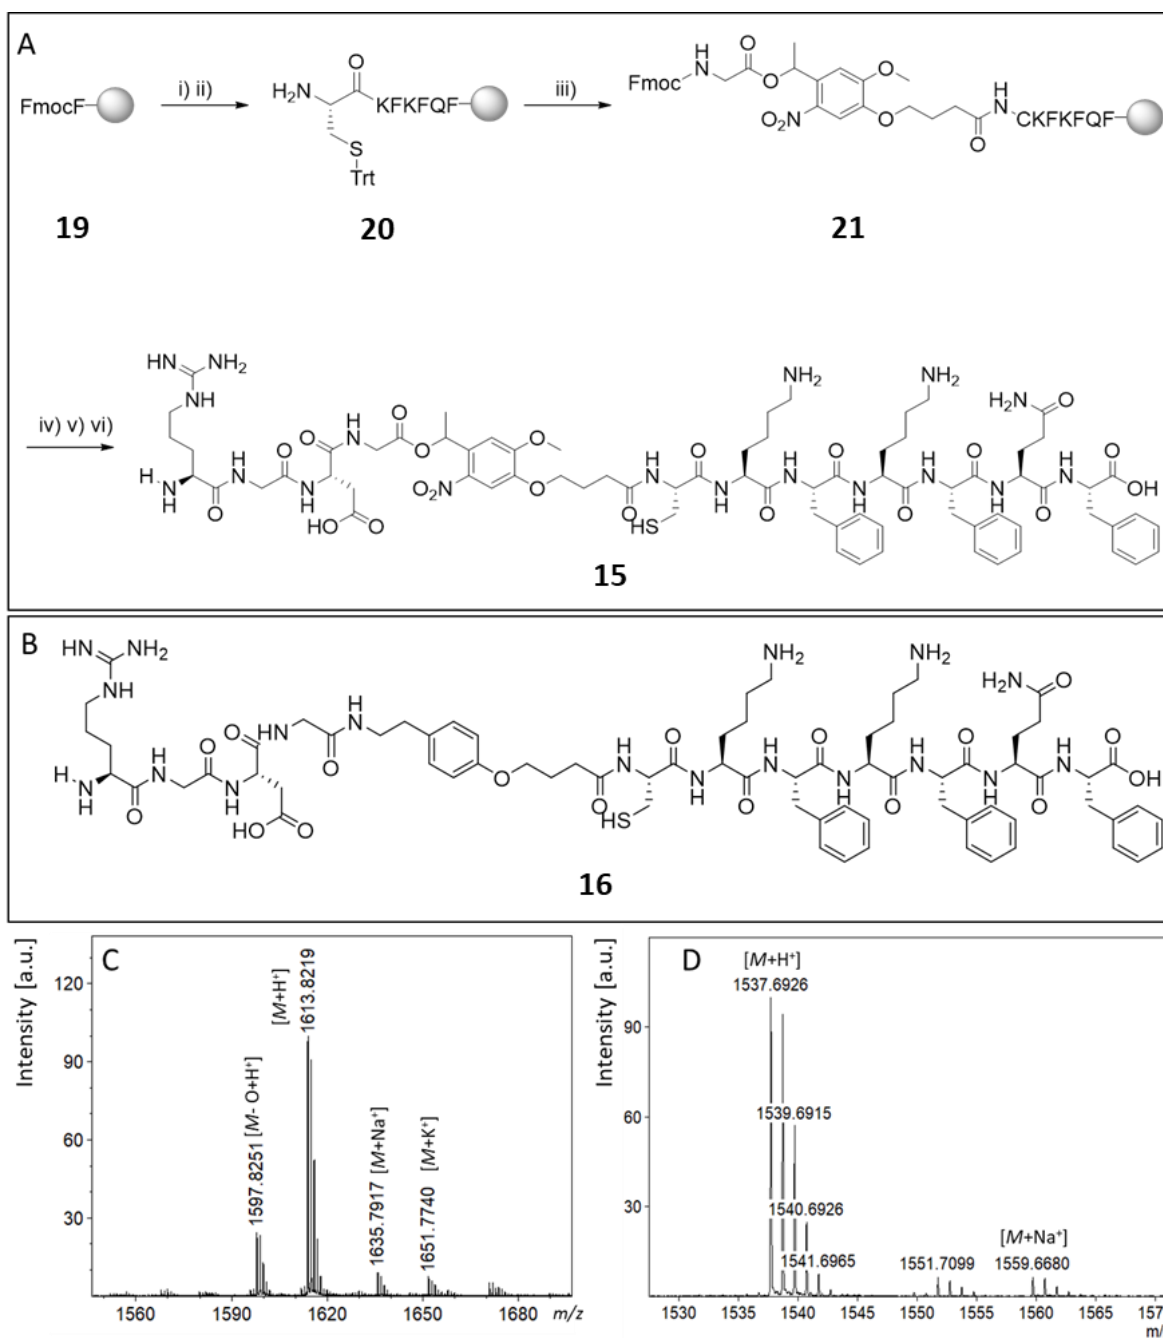 A
FmocF
i) ii)
H2N
O
KFKFQF
S
Trt
iii)
Fmoc
H
N
O
O
O
O2N
O
H
N
O
CKFKFQF
19
20
21
iv) v) vi)
HN
NH2
NH
H
N
H
O
H
N
O
N
H
O
HO
O
H
N
O
O
O
O2N
O
O
H
N
HS
O
N
H
NH2
O
H
N
O
N
H
NH2
O
H
N
O
N
H
H2N
O
O
H
N
O
OH
15
B
HN
NH2
NH
H
N
H
O
H
N
O
N
H
O
HO
O
HN
O
H
N
O
O
H
N
HS
O
N
H
NH2
O
H
N
O
N
H
NH2
O
H
N
O
N
H
H2N
O
O
H
N
O
OH
16
C
Intensity [a.u.]
120
90
60
30
1597.8251 [M- O+H+]
1613.8219
[M+H+]
1635.7917 [M+Na+]
1651.7740 [M+K+]
1560
1590
1620
1650
1680
m/z
D
Intensity [a.u.]
90
60
30
[M+H+]
1537.6926
1539.6915
1540.6926
1541.6965
1551.7099
[M+Na+]
1559.6680
1530
1535
1540
1545
1550
1555
1560
1565